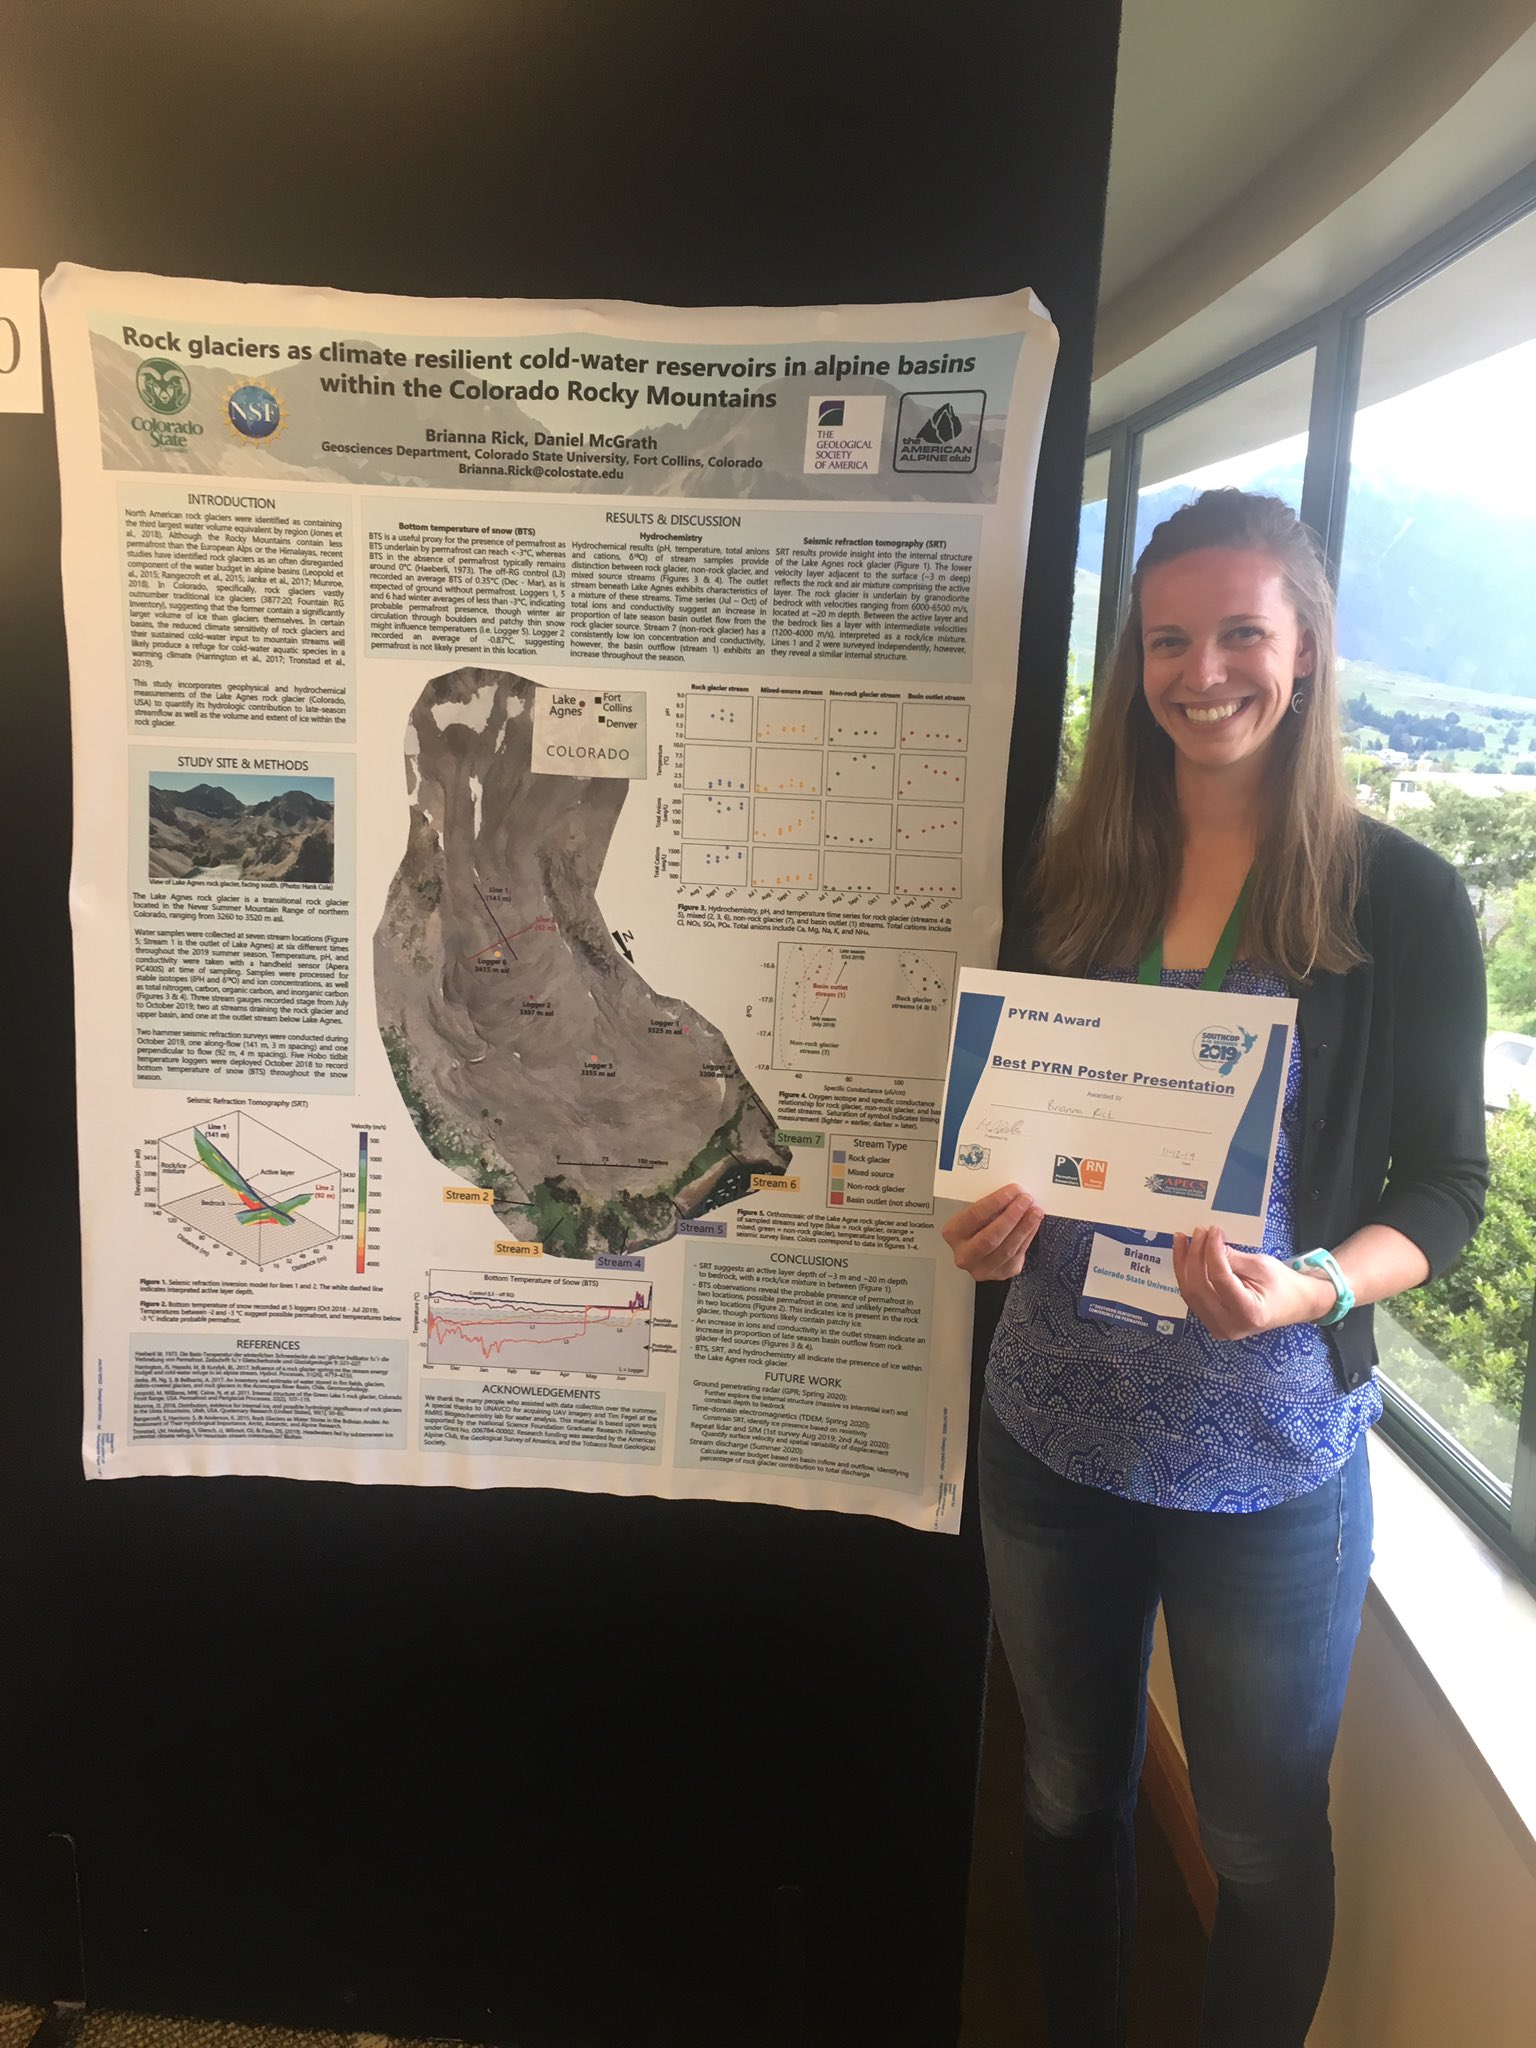 Rock glaciers as climate resilient cold-water reservoirs in alpine basins
within the Colorado Rocky Mountains
Colorado
State
University
NSF
Brianna Rick, Daniel McGrath
Geosciences Department, Colorado State University, Fort Collins, Colorado
Brianna.Rick@colostate.edu
THE
GEOLOGICAL
SOCIETY
OF AMERICA
the
AMERICAN
ALPINE club
INTRODUCTION
North American rock glaciers were identified as containing
the third largest water volume equivalent by region (Jones et
al., 2018). Although the Rocky Mountains contain less
permafrost than the European Alps or the Himalayas, recent
studies have identified rock glaciers as an often disregarded
component of the water budget in alpine basins (Leopold et
al., 2015; Rangecroft et al., 2015; Janke et al., 2017; Munroe,
2018). In Colorado, specifically, rock glaciers vastly
outnumber traditional ice glaciers (3877:20; Fountain RG
Inventory), suggesting that the former contain a significantly
larger volume of ice than glaciers themselves. In certain
basins, the reduced climate sensitivity of rock glaciers and
their sustained cold-water input to mountain streams will
likely produce a refuge for cold-water aquatic species in a
warming climate (Harrington et al., 2017; Tronstad et al.,
2019).
This study incorporates geophysical and hydrochemical
measurements of the Lake Agnes rock glacier (Colorado,
USA) to quantify its hydrologic contribution to late-season
streamflow as well as the volume and extent of ice within the
rock glacier.
STUDY SITE & METHODS
View of Lake Agnes rock glacier, facing south. (Photo: Hank Cole)
The Lake Agnes rock glacier is a transitional rock glacier
located in the Never Summer Mountain Range of northern
Colorado, ranging from 3260 to 3520 m asl.
Water samples were collected at seven stream locations (Figure
5; Stream 1 is the outlet of Lake Agnes) at six different times
throughout the 2019 summer season. Temperature, pH, and
conductivity were taken with a handheld sensor (Apera
PC400S) at time of sampling. Samples were processed for
stable isotopes (δ²H and δ¹⁸O) and ion concentrations, as well
as total nitrogen, carbon, organic carbon, and inorganic carbon
(Figures 3 & 4). Three stream gauges recorded stage from July
to October 2019; two at streams draining the rock glacier and
upper basin, and one at the outlet stream below Lake Agnes.
Two hammer seismic refraction surveys were conducted during
October 2019, one along-flow (141 m, 3 m spacing) and one
perpendicular to flow (92 m, 4 m spacing). Five Hobo tidbit
temperature loggers were deployed October 2018 to record
bottom temperature of snow (BTS) throughout the snow
season.
Seismic Refraction Tomography (SRT)
Velocity (m/s)
Line 1
(141 m)
Rock/ice
mixture
Active layer
Bedrock
Line 2
(92 m)
Elevation (m asl)
Distance (m)
Distance (m)
500
1000
2000
2500
3000
3500
4000
Figure 1. Seismic refraction inversion model for lines 1 and 2. The white dashed line
indicates interpreted active layer depth.
Figure 2. Bottom temperature of snow recorded at 5 loggers (Oct 2018 - Jul 2019).
Temperatures between -2 and -3 °C suggest possible permafrost, and temperatures below
-3 °C indicate probable permafrost.
REFERENCES
RESULTS & DISCUSSION
Bottom temperature of snow (BTS)
BTS is a useful proxy for the presence of permafrost as
BTS underlain by permafrost can reach <-3°C, whereas
BTS in the absence of permafrost typically remains
around 0°C (Haeberli, 1973). The off-RG control (L3)
recorded an average BTS of 0.35°C (Dec - Mar), as is
expected of ground without permafrost. Loggers 1, 5
and 6 had winter averages of less than -3°C, indicating
probable permafrost presence, though winter air
circulation through boulders and patchy thin snow
might influence temperatuers (i.e. Logger 5). Logger 2
recorded an average of -0.87°C, suggesting
permafrost is not likely present in this location.
Hydrochemistry
Hydrochemical results (pH, temperature, total anions
and cations, δ¹⁸O) of stream samples provide
distinction between rock glacier, non-rock glacier, and
mixed source streams (Figures 3 & 4). The outlet
stream beneath Lake Agnes exhibits characteristics of
a mixture of these streams. Time series (Jul – Oct) of
total ions and conductivity suggest an increase in
proportion of late season basin outlet flow from the
rock glacier source. Stream 7 (non-rock glacier) has a
consistently low ion concentration and conductivity,
however, the basin outflow (stream 1) exhibits an
increase throughout the season.
Seismic refraction tomography (SRT)
SRT results provide insight into the internal structure
of the Lake Agnes rock glacier (Figure 1). The lower
velocity layer adjacent to the surface (~3 m deep)
reflects the rock and air mixture comprising the active
layer. The rock glacier is underlain by granodiorite
bedrock with velocities ranging from 6000-6500 m/s,
located at ~20 m depth. Between the active layer and
the bedrock lies a layer with intermediate velocities
(1200-4000 m/s), interpreted as a rock/ice mixture.
Lines 1 and 2 were surveyed independently, however,
they reveal a similar internal structure.
Lake
Agnes
Fort
Collins
Denver
COLORADO
Line 1
(141 m)
(92 m)
Logger 6
3415 m asl
Logger 2
3397 m asl
Logger 1
3325 m asl
Logger 5
3355 m asl
N
0 75 150 meters
Stream 2
Stream 3
Stream 4
Stream 5
Stream 6
Stream 7
Rock glacier stream
Mixed-source stream
Non-rock glacier stream
Basin outlet stream
pH
Temperature
(°C)
Total Anions
Total Cations
Jul 1 Aug 1 Sept 1 Oct 1
Figure 3. Hydrochemistry, pH, and temperature time series for rock glacier (streams 4 &
5), mixed (2, 3, 6), non-rock glacier (7), and basin outlet (1) streams. Total cations include
Cl, NO₃, SO₄, PO₄. Total anions include Ca, Mg, Na, K, and NH₄.
Late season
(Oct 2019)
Basin outlet
stream (1)
Rock glacier
streams (4 & 5)
Early season
(July 2019)
Non-rock glacier
stream (7)
-16.6
-17.0
-17.4
-17.8
40 60 100
Specific Conductance (µS/cm)
Figure 4. Oxygen isotope and specific conductance
relationship for rock glacier, non-rock glacier, and
outlet streams. Saturation of symbol indicates timing
measurement (lighter = earlier, darker = later).
Stream Type
Rock glacier
Mixed source
Non-rock glacier
Basin outlet (not shown)
Figure 5. Orthomosaic of the Lake Agne rock glacier and location
of sampled streams and type (blue = rock glacier, orange =
mixed, green = non-rock glacier), temperature loggers, and
seismic survey lines. Colors correspond to data in figures 1-4.
Bottom Temperature of Snow (BTS)
Control (L3 - off RG)
Temperature (°C)
Possible
permafrost
Probable
permafrost
L = Logger
Nov Dec Jan Feb Mar Apr May Jun
ACKNOWLEDGEMENTS
We thank the many people who assisted with data collection over the summer.
A special thanks to UNAVCO for acquiring UAV imagery and Tim Fegel at the
RMRS Biogeochemistry lab for water analysis. This material is based upon work
supported by the National Science Foundation Graduate Research Fellowship
under Grant No. 006784-00002. Research funding was awarded by the American
Alpine Club, the Geological Society of America, and the Tobacco Root Geological
Society.
CONCLUSIONS
- SRT suggests an active layer depth of ~3 m and ~20 m depth
to bedrock, with a rock/ice mixture in between (Figure 1).
- BTS observations reveal the probable presence of permafrost in
two locations, possible permafrost in one, and unlikely permafrost
in two locations (Figure 2). This indicates ice is present in the rock
glacier, though portions likely contain patchy ice.
- An increase in ions and conductivity in the outlet stream indicate an
increase in proportion of late season basin outflow from rock
glacier-fed sources (Figures 3 & 4).
- BTS, SRT, and hydrochemistry all indicate the presence of ice within
the Lake Agnes rock glacier.
FUTURE WORK
Ground penetrating radar (GPR; Spring 2020):
Further explore the internal structure (massive vs interstitial ice?) and
constrain depth to bedrock
Time-domain electromagnetics (TDEM; Spring 2020):
Constrain SRT, identify ice presence based on resistivity
Repeat lidar and SfM (1st survey Aug 2019; 2nd Aug 2020):
Quantify surface velocity and spatial variability of displacement
Stream discharge (Summer 2020):
Calculate water budget based on basin inflow and outflow, identifying
percentage of rock glacier contribution to total discharge
PYRN Award
SOUTHCOP
2019
Best PYRN Poster Presentation
Awarded to
Brianna Rick
Presented by
11-12-19
Date
PYRN
APECS
Brianna
Rick
Colorado State University